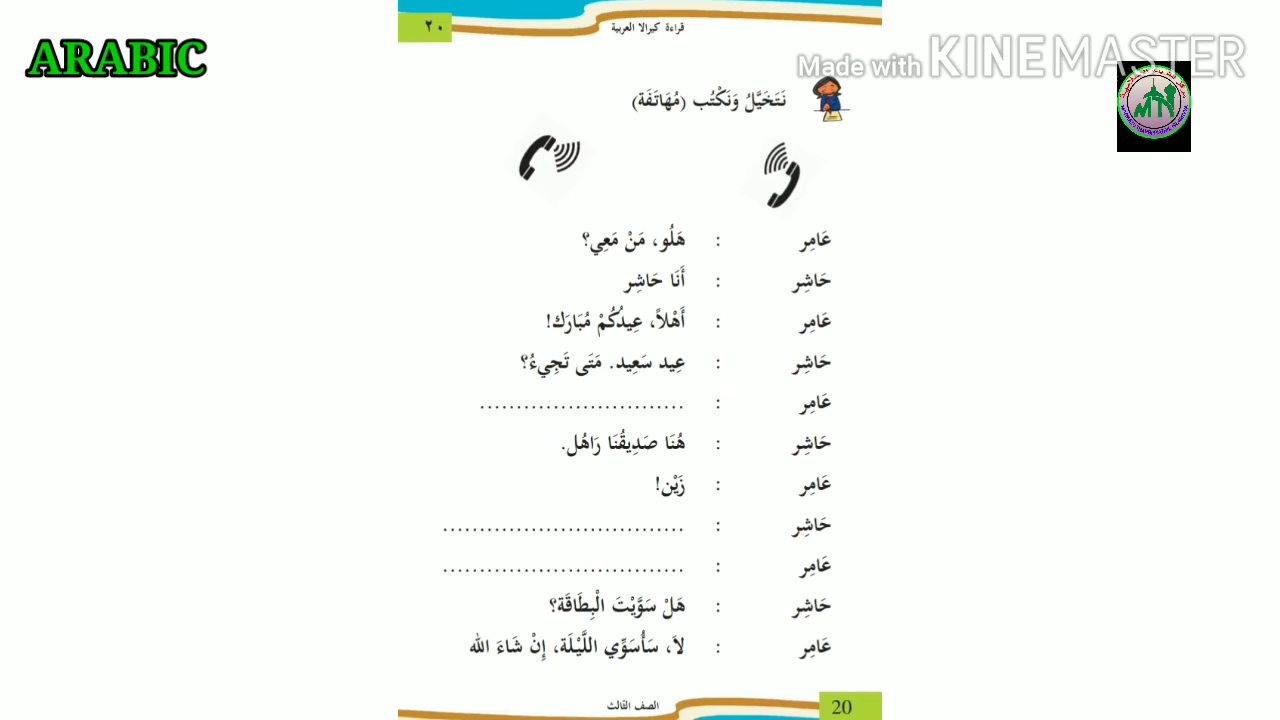 ARABIC
Made with KINEMASTER
٢٠
قراءة كيرالا العربية
نَتَخَيَّلُ وَنَكْتُب (مُهَاتَفَة)
عَامِر : هَلُو، مَنْ مَعِي؟
حَاشِر : أَنَا حَاشِر
عَامِر : أَهْلاً، عِيدُكُمْ مُبَارَك!
حَاشِر : عِيد سَعِيد. مَتَى تَجِيءُ؟
عَامِر : ............................
حَاشِر : هُنَا صَدِيقُنَا رَاهُل.
عَامِر : زَيْن!
حَاشِر : .................................
عَامِر : .................................
حَاشِر : هَلْ سَوَّيْتَ الْبِطَاقَة؟
عَامِر : لاَ، سَأُسَوِّي اللَّيْلَة، إِنْ شَاءَ الله
الصف الثالث
20